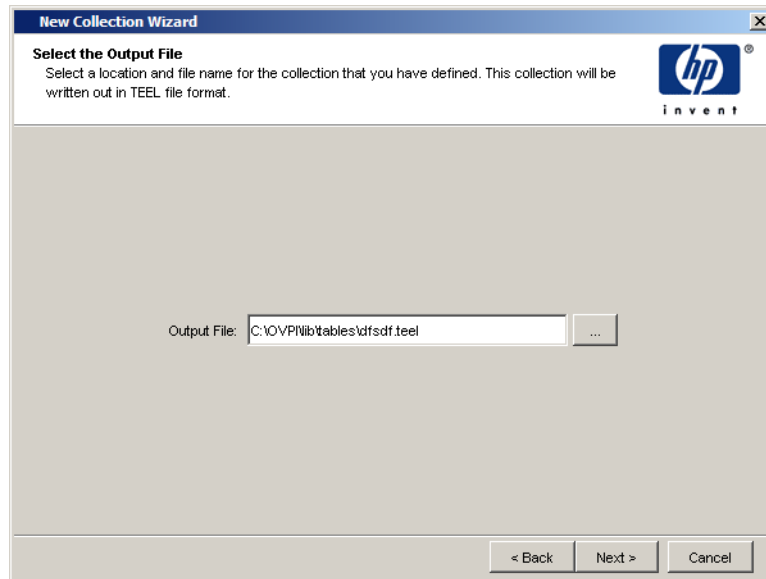 New Collection Wizard
Select the Output File
Select a location and file name for the collection that you have defined. This collection will be
written out in TEEL file format.
hp
®
invent
Output File: C:\OVPI\lib\tables\dfsdf.teel ...
< Back Next > Cancel